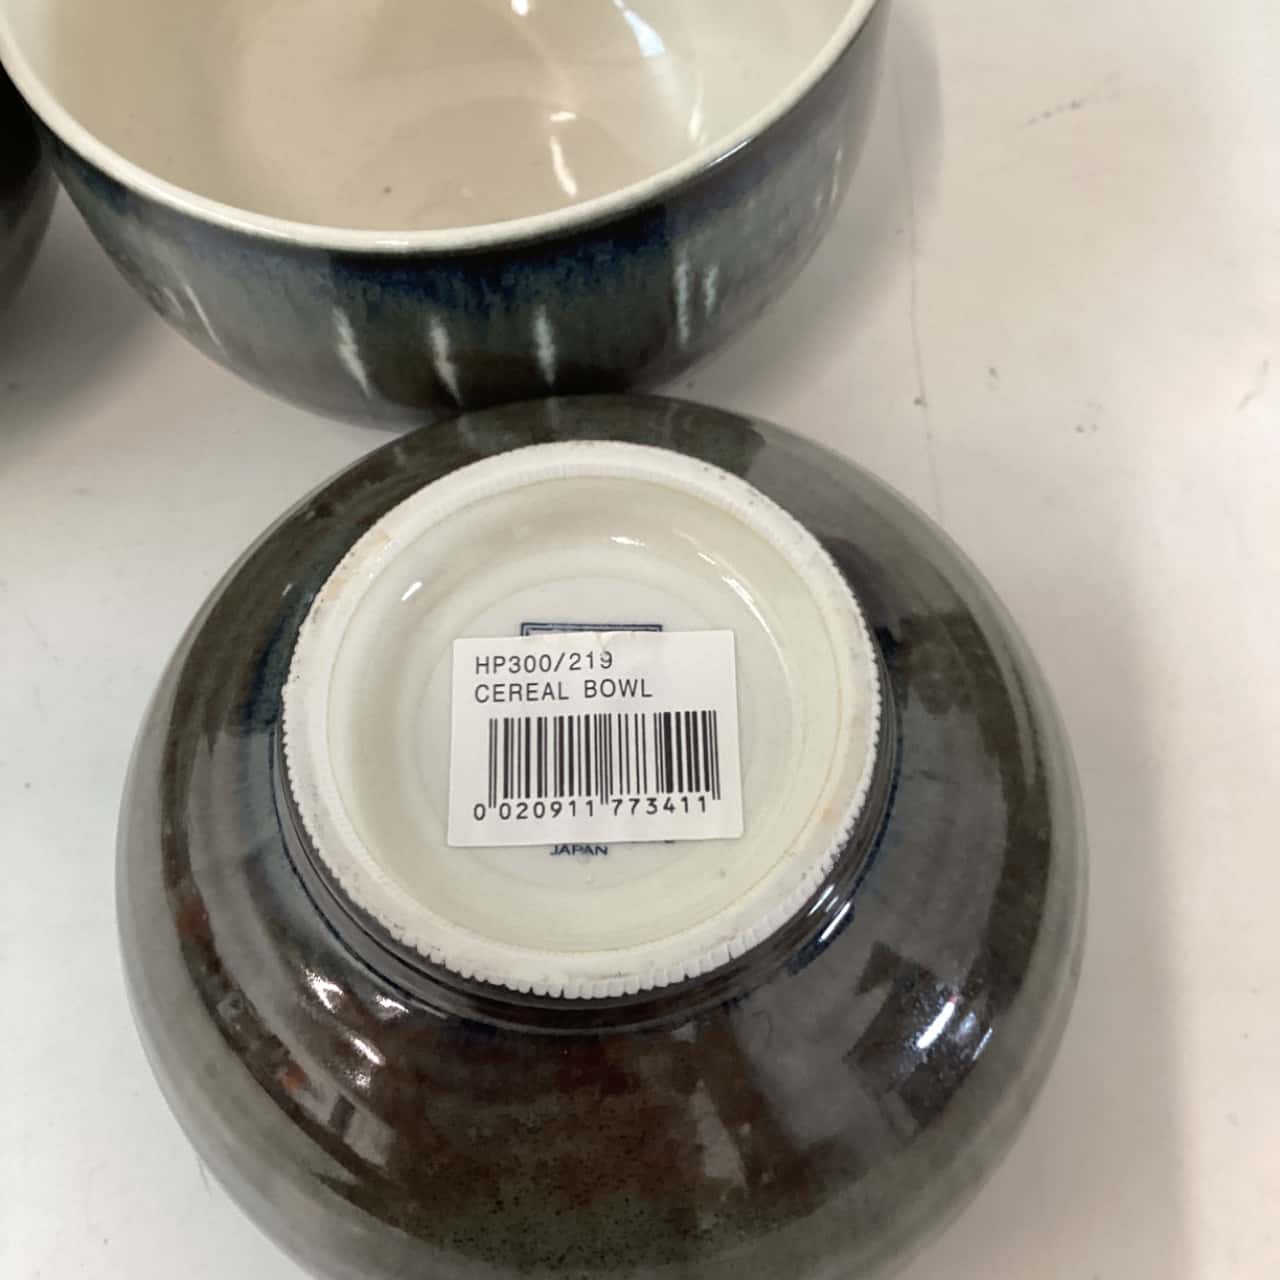 HP300/219
CEREAL BOWL
0 020911 773411
JAPAN